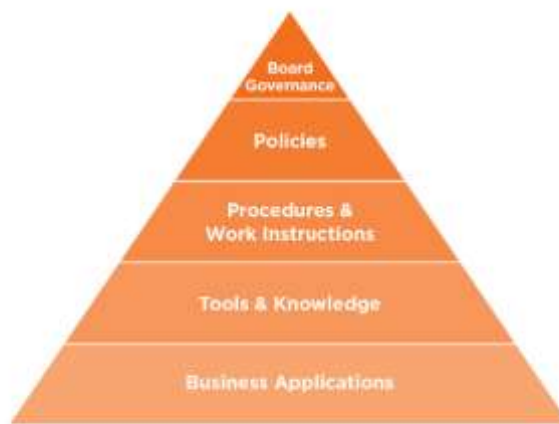 Board
Governance
Policies
Procedures &
Work Instructions
Tools & Knowledge
Business Applications